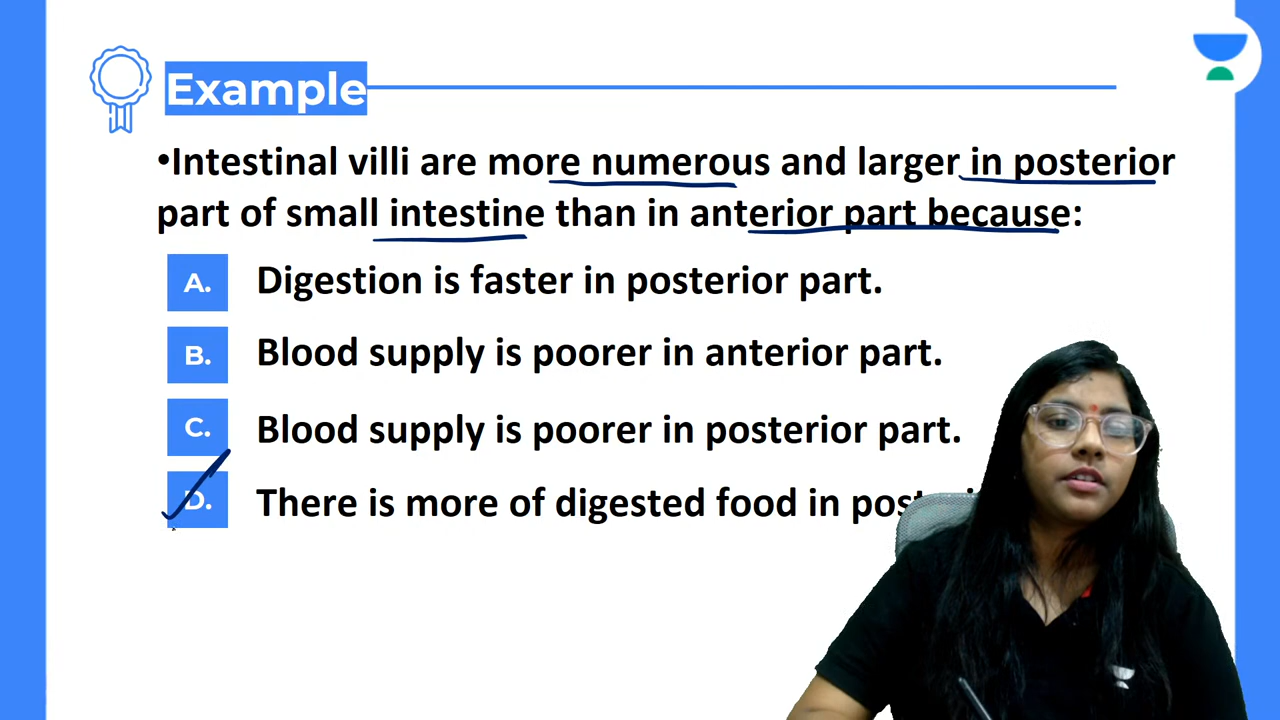 Example
•Intestinal villi are more numerous and larger in posterior
part of small intestine than in anterior part because:
A. Digestion is faster in posterior part.
B. Blood supply is poorer in anterior part.
C. Blood supply is poorer in posterior part.
D. There is more of digested food in